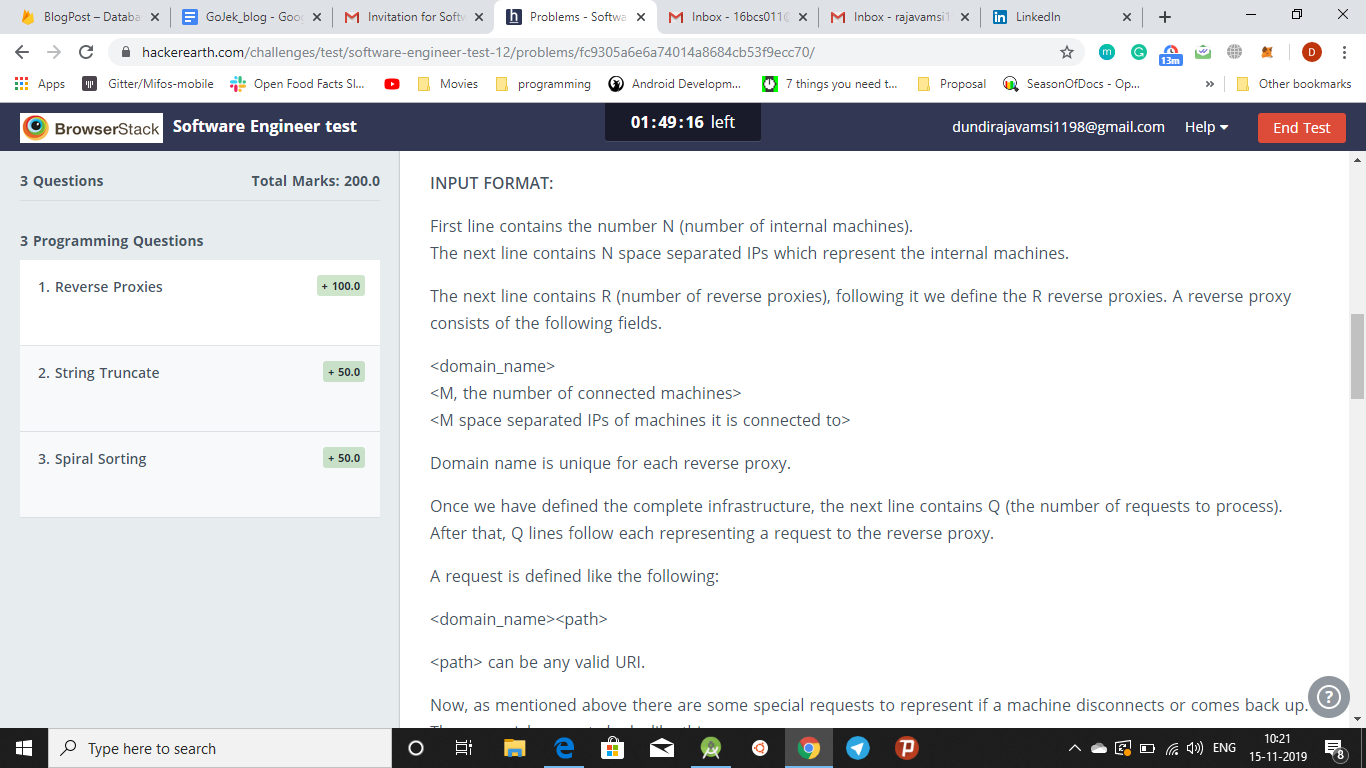 BlogPost – Databa
GoJek_blog - Goo
Invitation for Softw
Problems - Softwa
Inbox - 16bcs011@
Inbox - rajavamsi1
LinkedIn
hackerearth.com/challenges/test/software-engineer-test-12/problems/fc9305a6e6a74014a8684cb53f9ecc70/
13m
D
Apps
Gitter/Mifos-mobile
Open Food Facts Sl...
Movies
programming
Android Developm...
7 things you need t...
Proposal
SeasonOfDocs - Op...
»
Other bookmarks
BrowserStack
Software Engineer test
01:49:16 left
dundirajavamsi1198@gmail.com
Help
End Test
3 Questions
Total Marks: 200.0
3 Programming Questions
1. Reverse Proxies
+ 100.0
2. String Truncate
+ 50.0
3. Spiral Sorting
+ 50.0
INPUT FORMAT:
First line contains the number N (number of internal machines).
The next line contains N space separated IPs which represent the internal machines.
The next line contains R (number of reverse proxies), following it we define the R reverse proxies. A reverse proxy
consists of the following fields.
<domain_name>
<M, the number of connected machines>
<M space separated IPs of machines it is connected to>
Domain name is unique for each reverse proxy.
Once we have defined the complete infrastructure, the next line contains Q (the number of requests to process).
After that, Q lines follow each representing a request to the reverse proxy.
A request is defined like the following:
<domain_name><path>
<path> can be any valid URI.
Now, as mentioned above there are some special requests to represent if a machine disconnects or comes back up.
?
Type here to search
ENG
10:21
15-11-2019
8